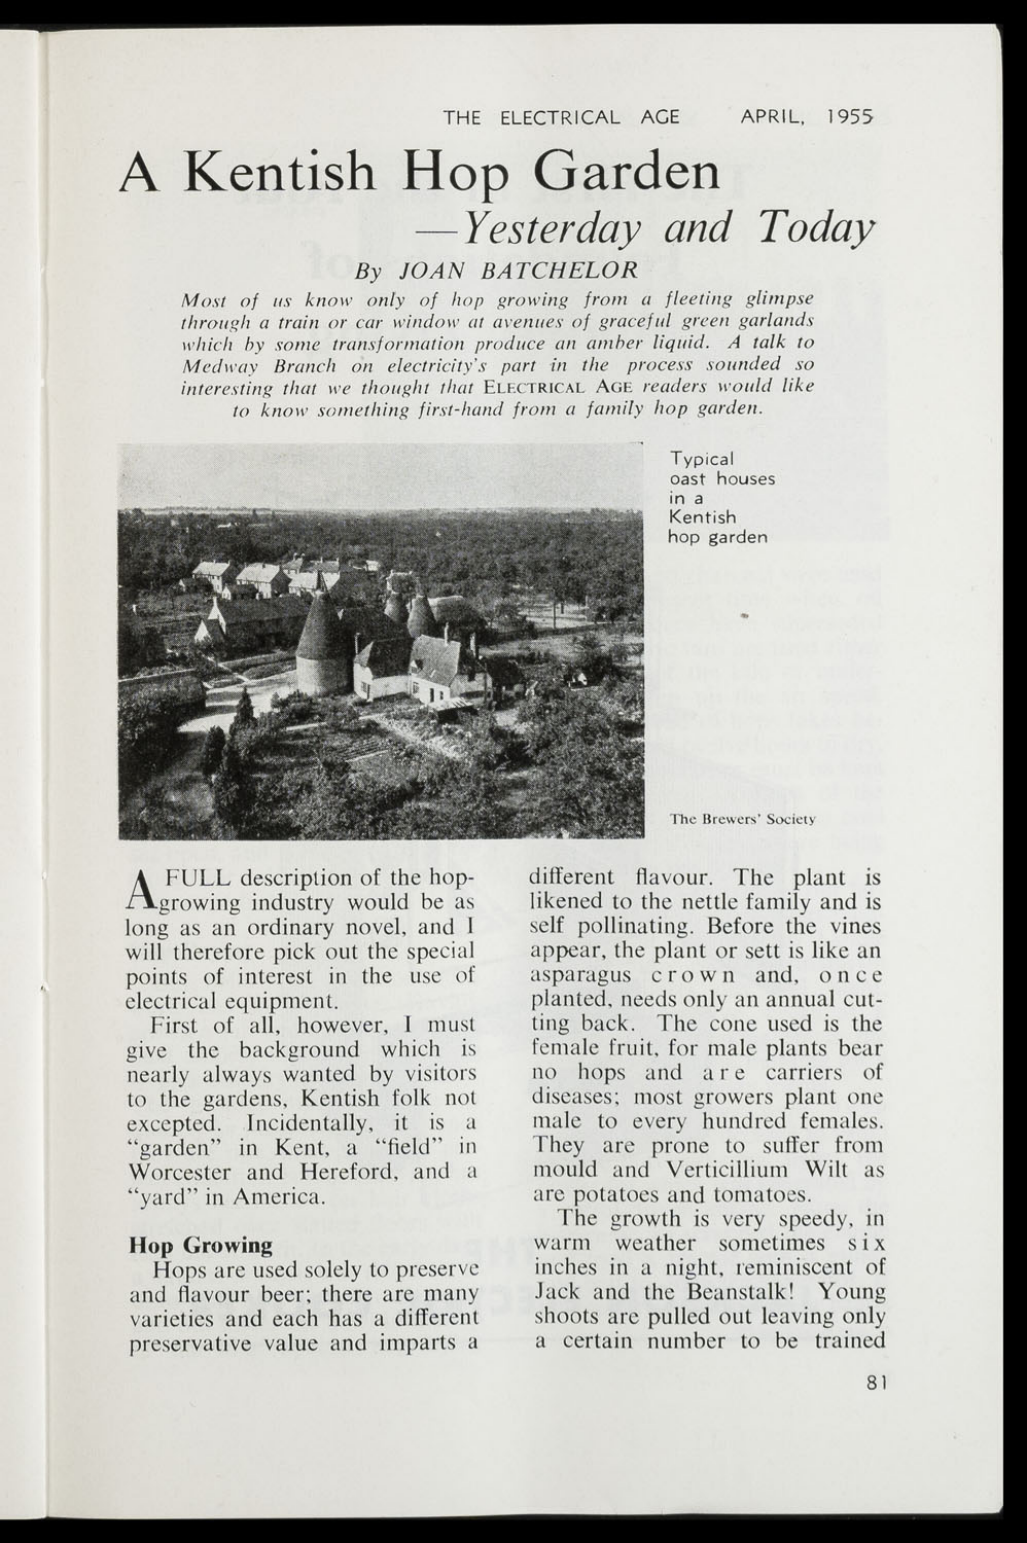 THE ELECTRICAL AGE APRIL, 1955
A Kentish Hop Garden
—Yesterday and Today
By JOAN BATCHELOR
Most of us know only of hop growing from a fleeting glimpse
through a train or car window at avenues of graceful green garlands
which by some transformation produce an amber liquid. A talk to
Medway Branch on electricity's part in the process sounded so
interesting that we thought that ELECTRICAL AGE readers would like
to know something first-hand from a family hop garden.
Typical
oast houses
in a
Kentish
hop garden
The Brewers' Society
A FULL description of the hop-
growing industry would be as
long as an ordinary novel, and I
will therefore pick out the special
points of interest in the use of
electrical equipment.
First of all, however, I must
give the background which is
nearly always wanted by visitors
to the gardens, Kentish folk not
excepted. Incidentally, it is a
“garden” in Kent, a “field” in
Worcester and Hereford, and a
“yard” in America.
Hop Growing
Hops are used solely to preserve
and flavour beer; there are many
varieties and each has a different
preservative value and imparts a
different flavour. The plant is
likened to the nettle family and is
self pollinating. Before the vines
appear, the plant or sett is like an
asparagus crown and, once
planted, needs only an annual cut-
ting back. The cone used is the
female fruit, for male plants bear
no hops and are carriers of
diseases; most growers plant one
male to every hundred females.
They are prone to suffer from
mould and Verticillium Wilt as
are potatoes and tomatoes.
The growth is very speedy, in
warm weather sometimes six
inches in a night, reminiscent of
Jack and the Beanstalk! Young
shoots are pulled out leaving only
a certain number to be trained
81